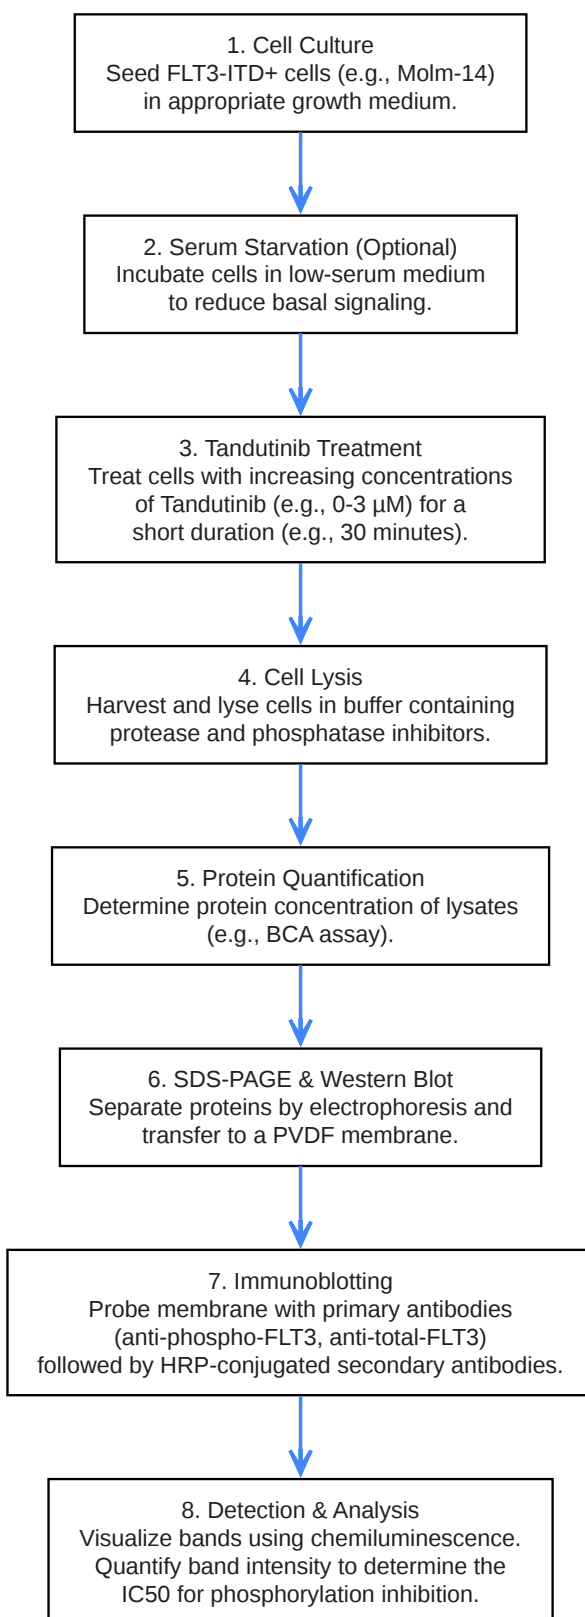 1. Cell Culture
Seed FLT3-ITD+ cells (e.g., Molm-14)
in appropriate growth medium.
2. Serum Starvation (Optional)
Incubate cells in low-serum medium
to reduce basal signaling.
3. Tandutinib Treatment
Treat cells with increasing concentrations
of Tandutinib (e.g., 0-3 µM) for a
short duration (e.g., 30 minutes).
4. Cell Lysis
Harvest and lyse cells in buffer containing
protease and phosphatase inhibitors.
5. Protein Quantification
Determine protein concentration of lysates
(e.g., BCA assay).
6. SDS-PAGE & Western Blot
Separate proteins by electrophoresis and
transfer to a PVDF membrane.
7. Immunoblotting
Probe membrane with primary antibodies
(anti-phospho-FLT3, anti-total-FLT3)
followed by HRP-conjugated secondary antibodies.
8. Detection & Analysis
Visualize bands using chemiluminescence.
Quantify band intensity to determine the
IC50 for phosphorylation inhibition.